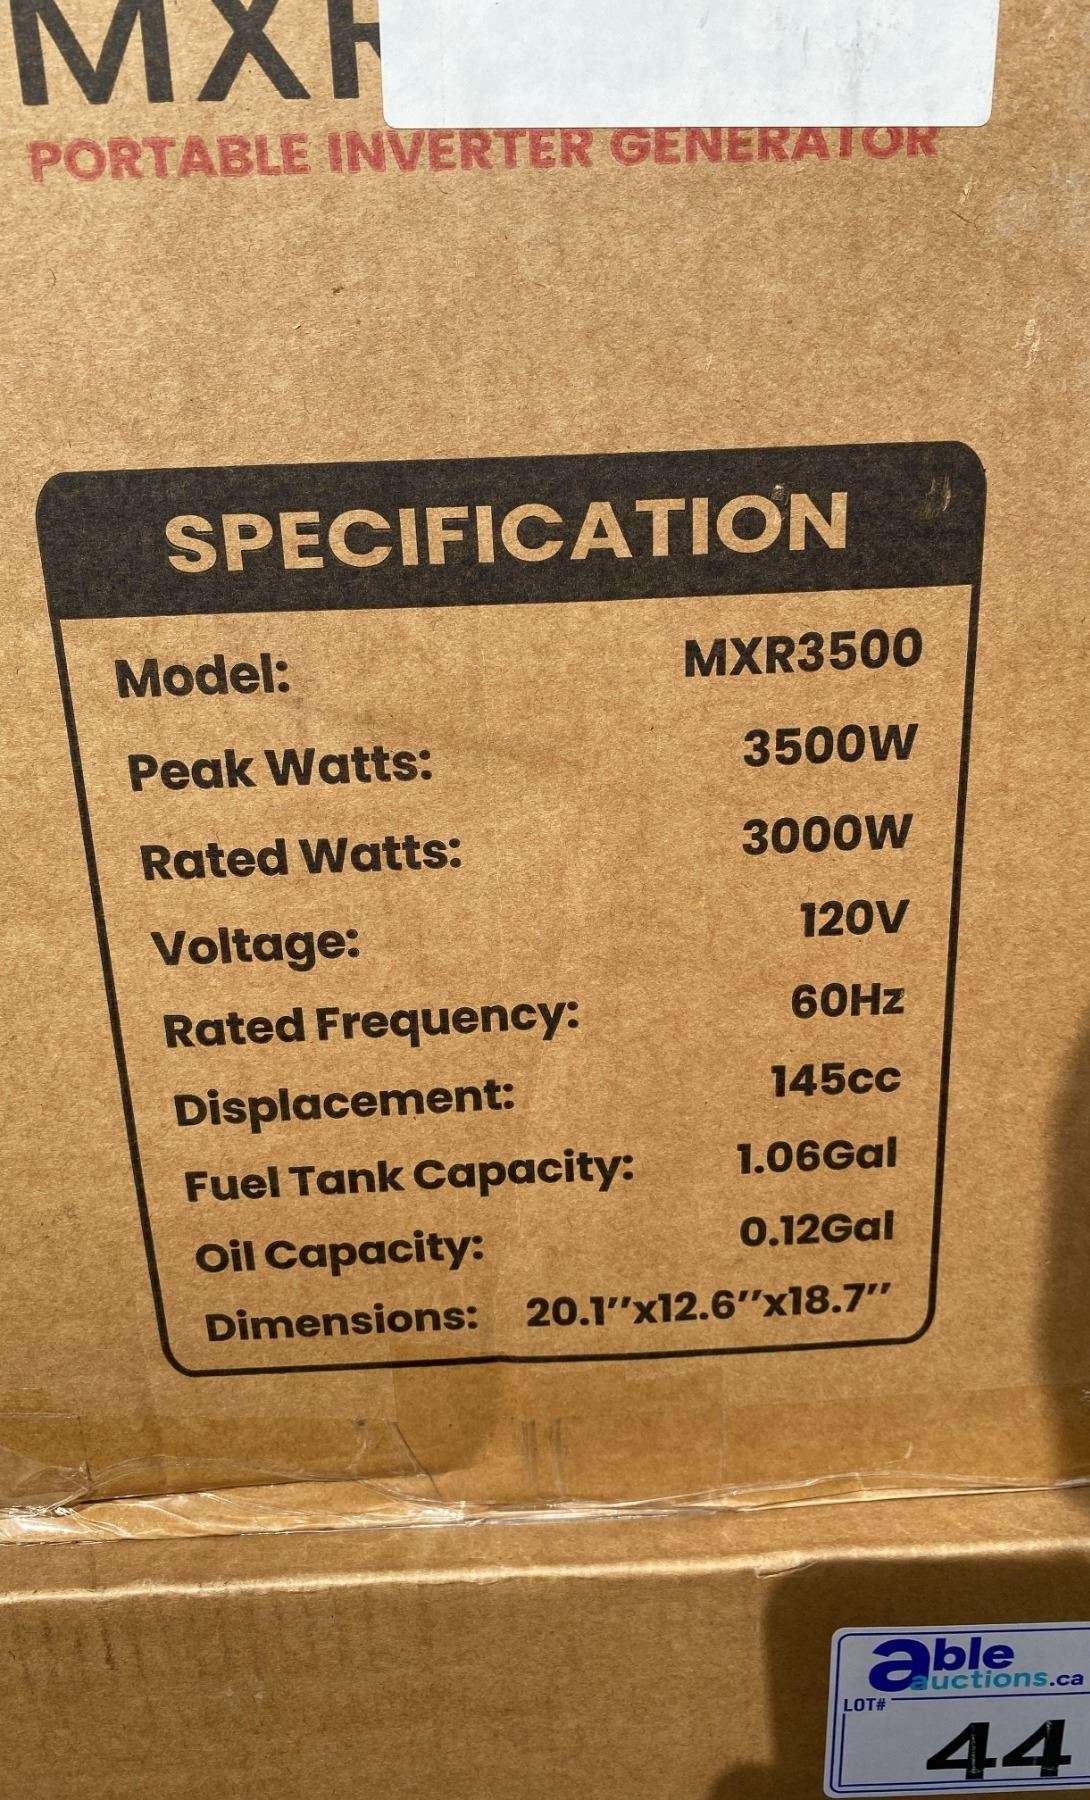 MXR
PORTABLE INVERTER GENERATOR
SPECIFICATION
Model: MXR3500
Peak Watts: 3500W
Rated Watts: 3000W
Voltage: 120V
Rated Frequency: 60Hz
Displacement: 145cc
Fuel Tank Capacity: 1.06Gal
Oil Capacity: 0.12Gal
Dimensions: 20.1''x12.6''x18.7''
able
auctions.ca
LOT#
44